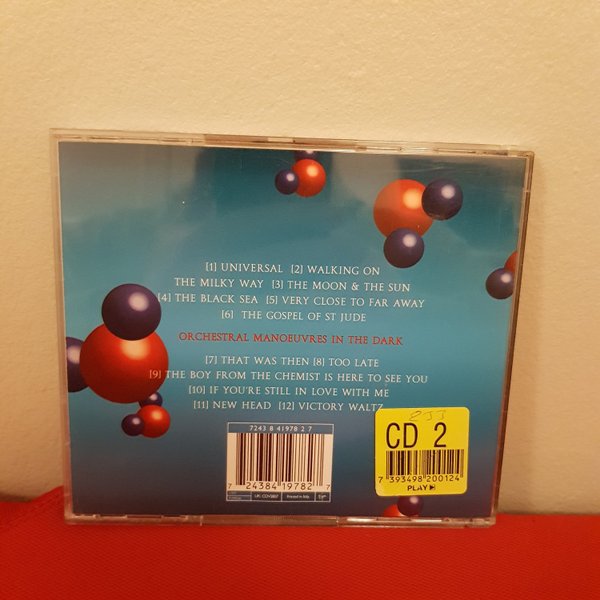 [1] UNIVERSAL [2] WALKING ON
THE MILKY WAY [3] THE MOON & THE SUN
[4] THE BLACK SEA [5] VERY CLOSE TO FAR AWAY
[6] THE GOSPEL OF ST JUDE
ORCHESTRAL MANOEUVRES IN THE DARK
[7] THAT WAS THEN [8] TOO LATE
[9] THE BOY FROM THE CHEMIST IS HERE TO SEE YOU
[10] IF YOU'RE STILL IN LOVE WITH ME
[11] NEW HEAD [12] VICTORY WALTZ
7243 8 41978 2 7
7 24384 19782 7
CD 2
7 393498 200124
PLAY